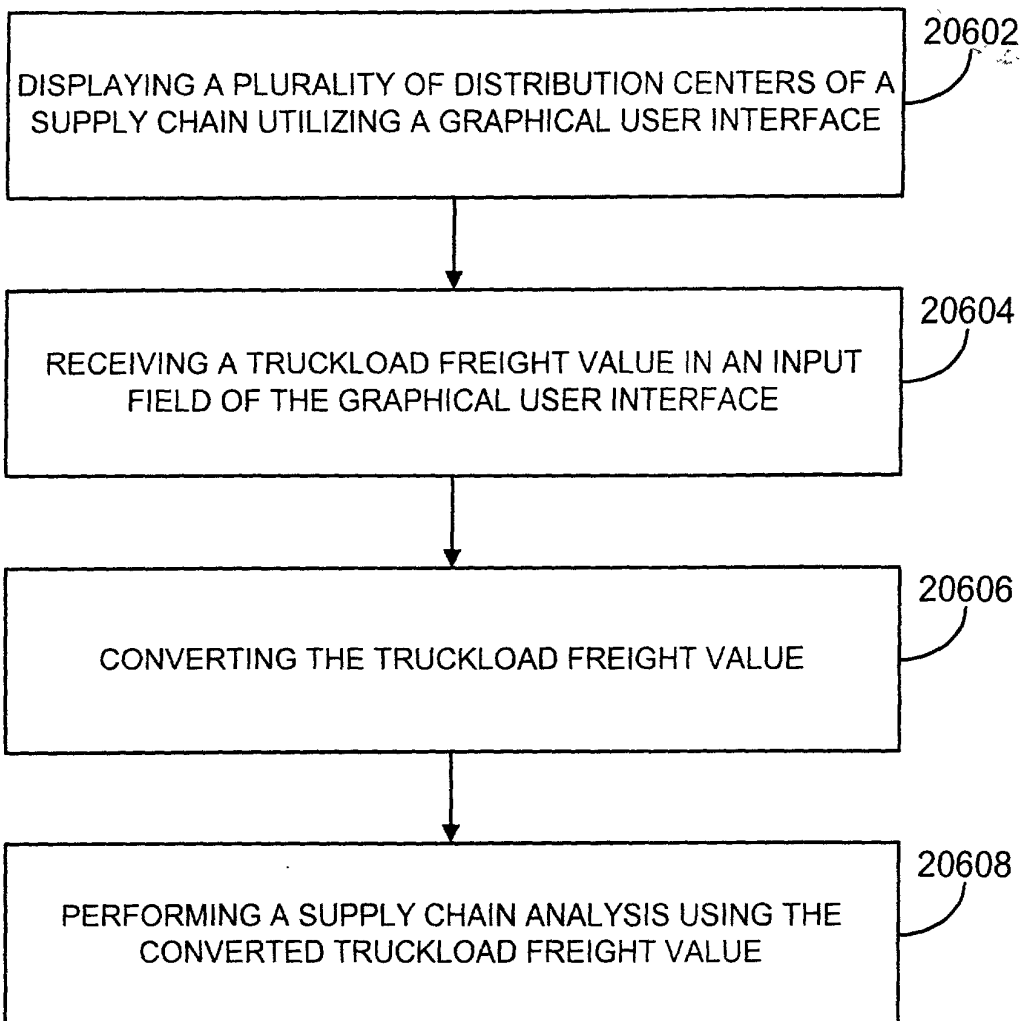 20602
DISPLAYING A PLURALITY OF DISTRIBUTION CENTERS OF A
SUPPLY CHAIN UTILIZING A GRAPHICAL USER INTERFACE
20604
RECEIVING A TRUCKLOAD FREIGHT VALUE IN AN INPUT
FIELD OF THE GRAPHICAL USER INTERFACE
20606
CONVERTING THE TRUCKLOAD FREIGHT VALUE
20608
PERFORMING A SUPPLY CHAIN ANALYSIS USING THE
CONVERTED TRUCKLOAD FREIGHT VALUE